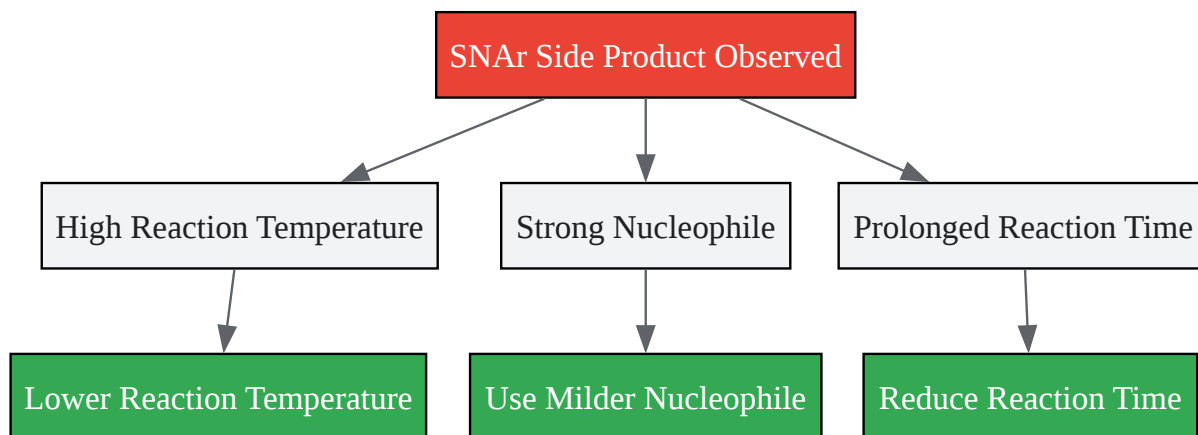 SNAr Side Product Observed
High Reaction Temperature
Strong Nucleophile
Prolonged Reaction Time
Lower Reaction Temperature
Use Milder Nucleophile
Reduce Reaction Time